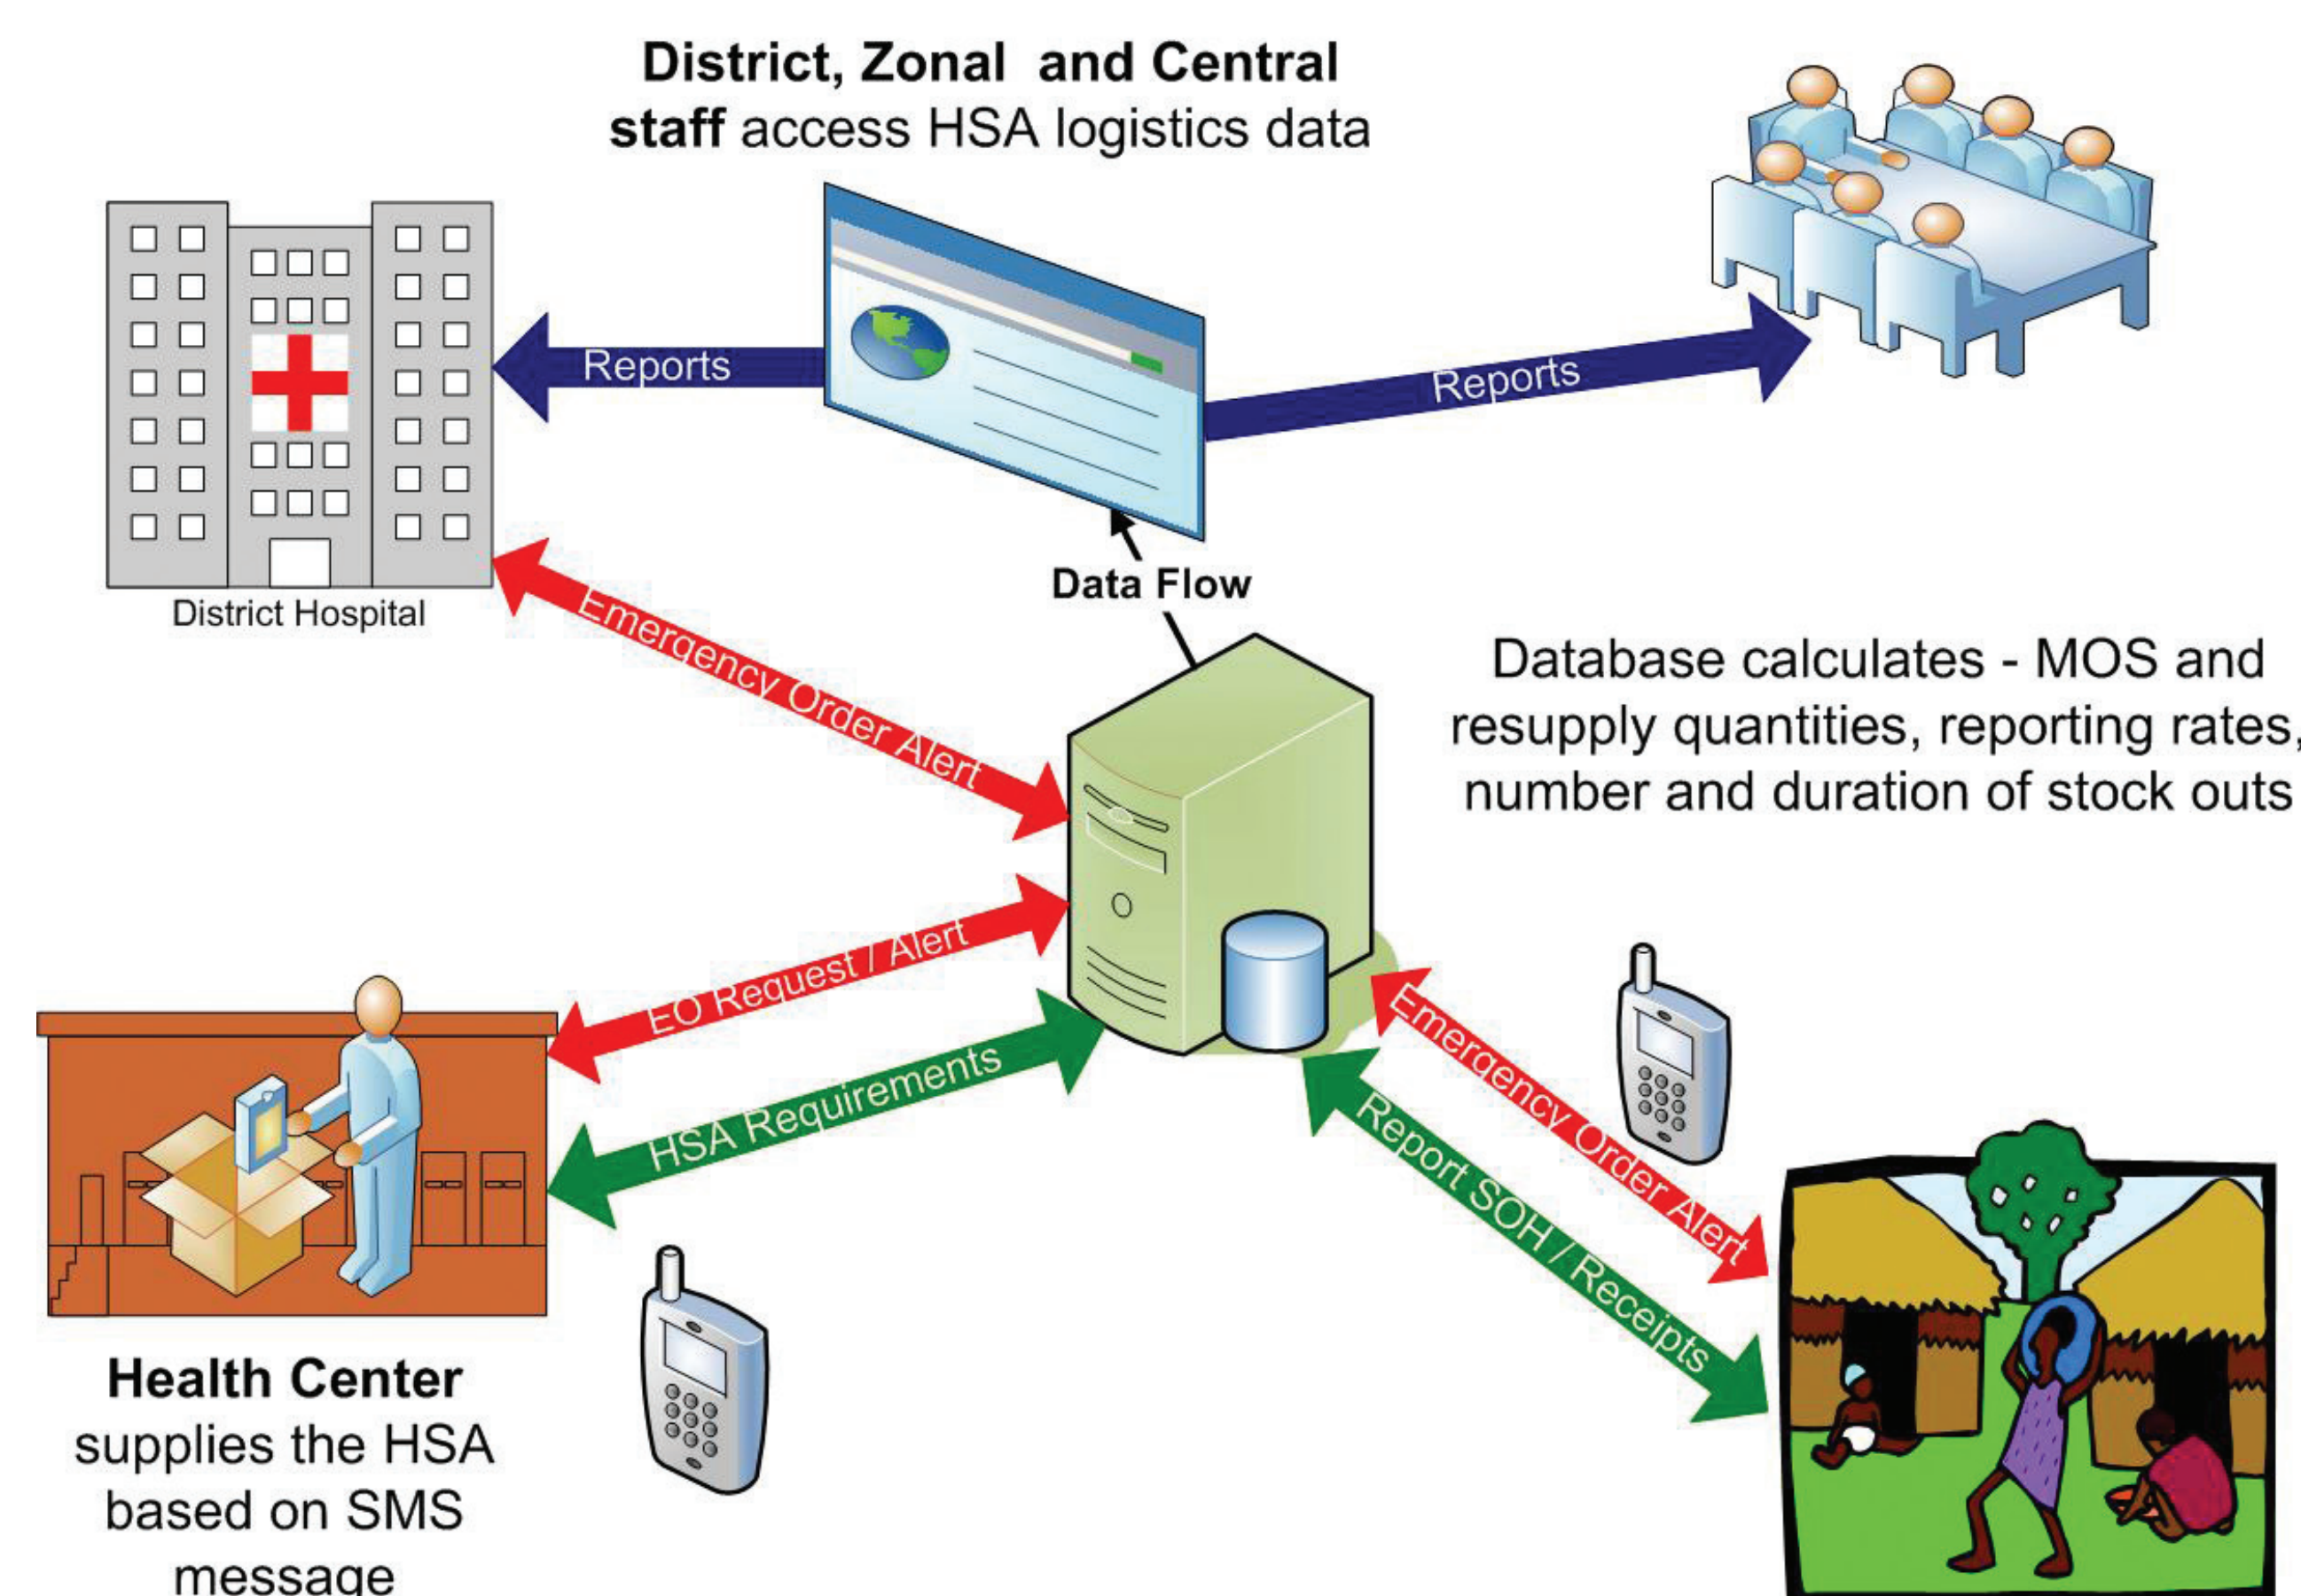 District, Zonal and Central
staff access HSA logistics data
Reports
Reports
Data Flow
District Hospital
Emergency Order Alert
Database calculates - MOS and
resupply quantities, reporting rates,
number and duration of stock outs
EO Request / Alert
HSA Requirements
Emergency Order Alert
Report SOH / Receipts
Health Center
supplies the HSA
based on SMS
message